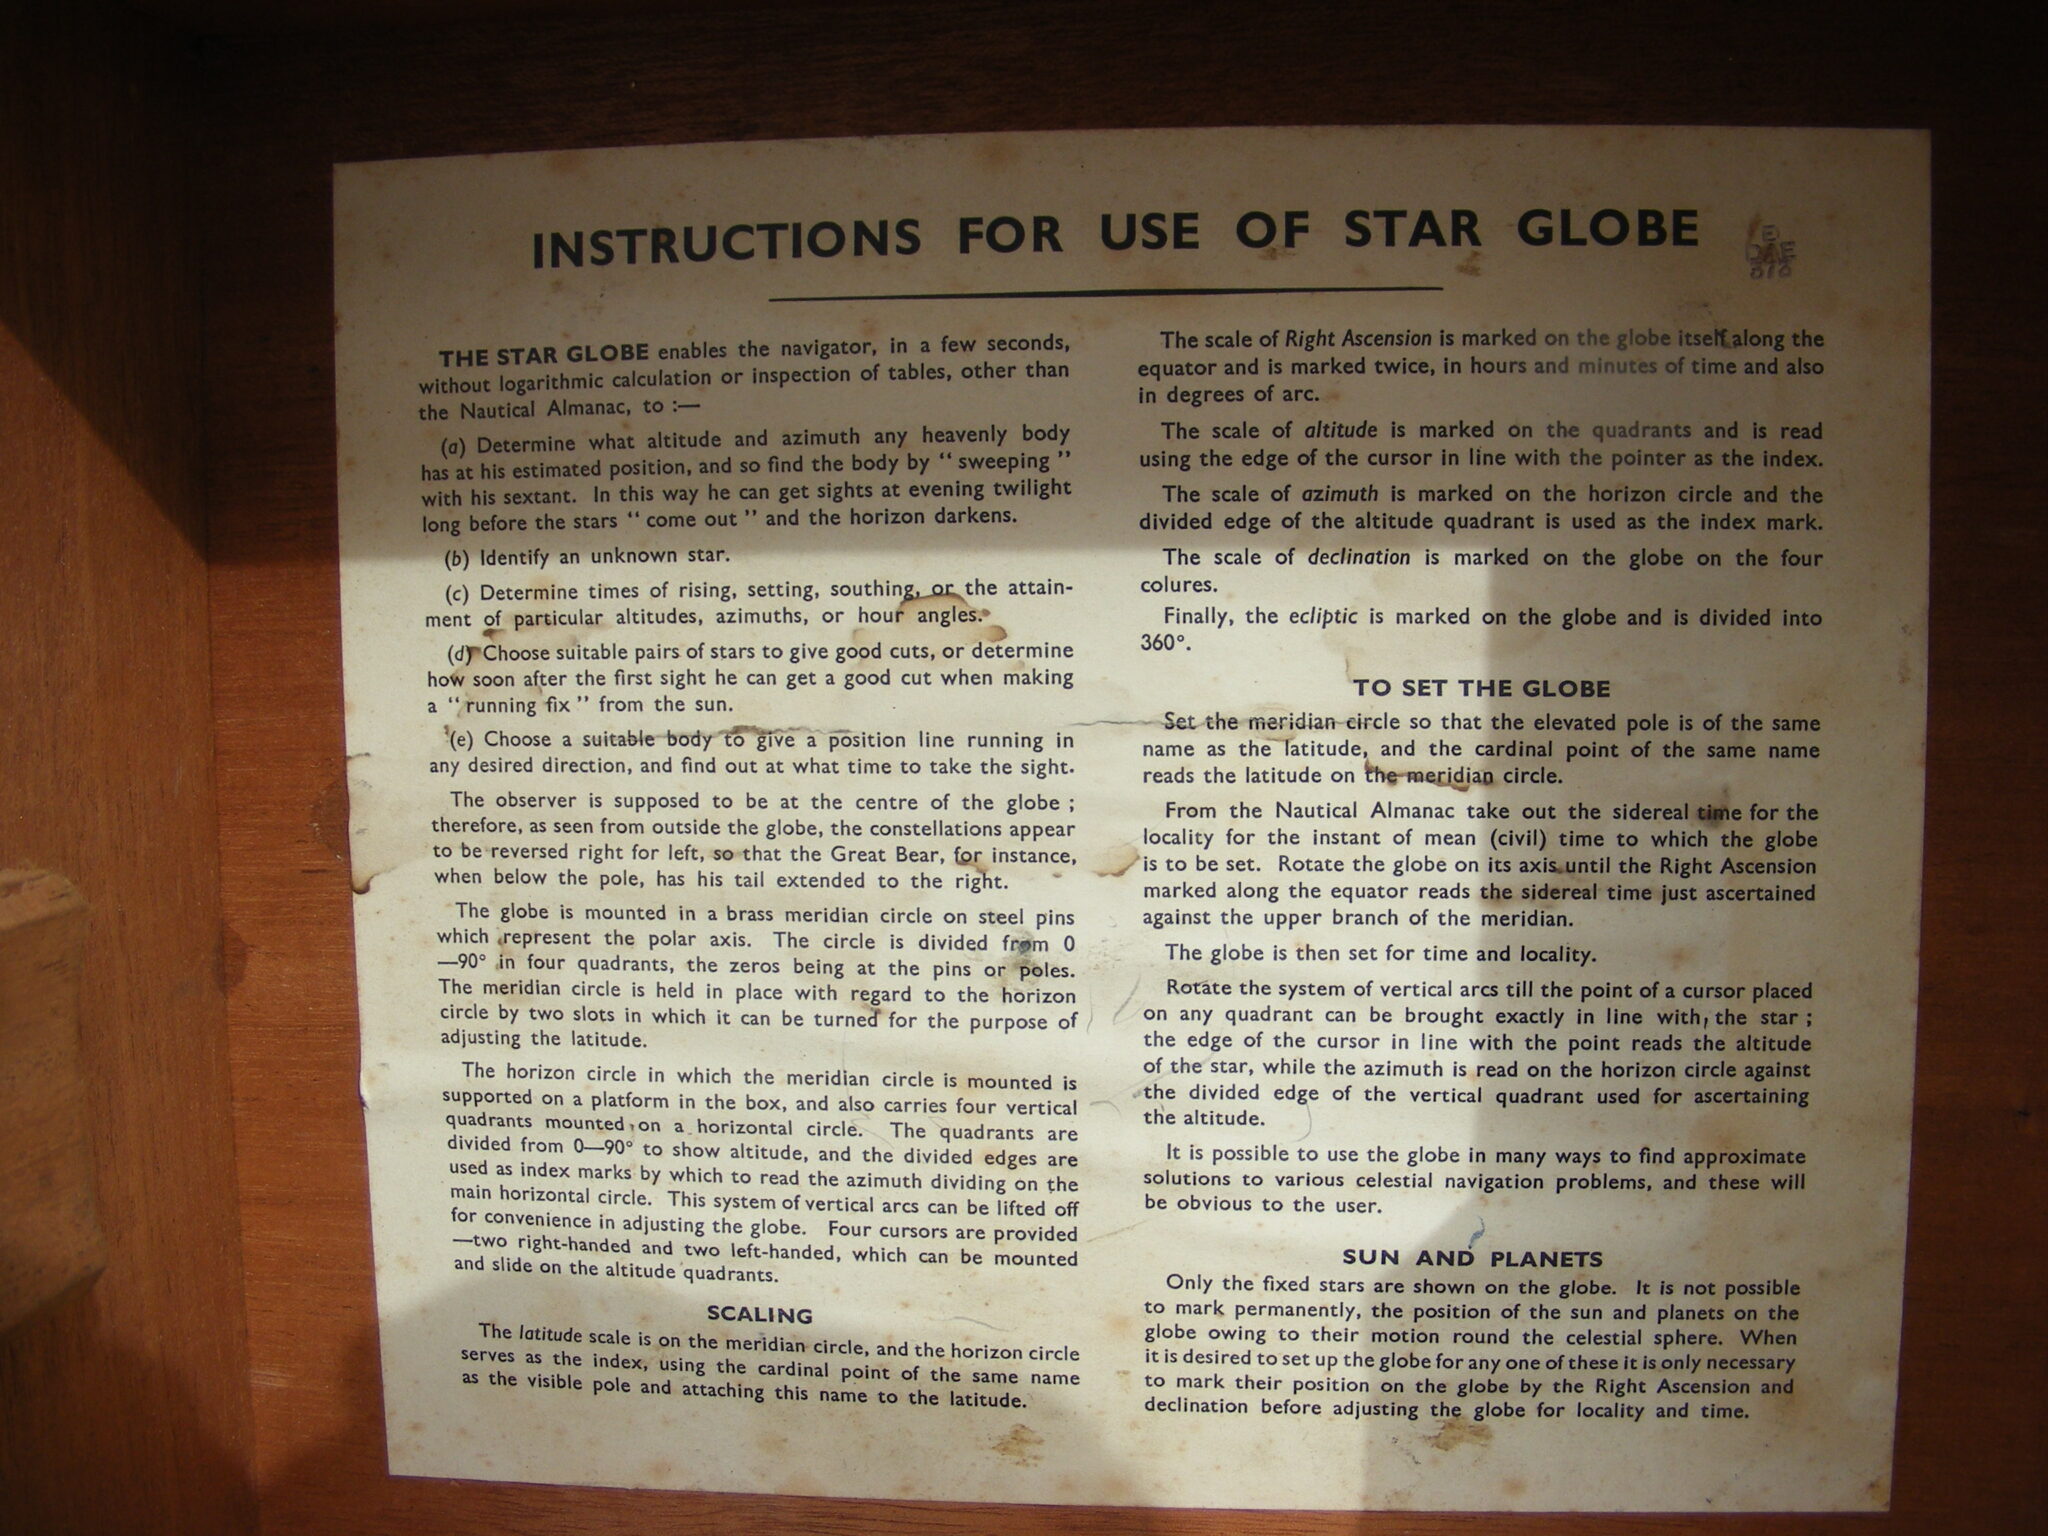 INSTRUCTIONS FOR USE OF STAR GLOBE
THE STAR GLOBE enables the navigator, in a few seconds,
without logarithmic calculation or inspection of tables, other than
the Nautical Almanac, to :—
(a) Determine what altitude and azimuth any heavenly body
has at his estimated position, and so find the body by “ sweeping ”
with his sextant. In this way he can get sights at evening twilight
long before the stars “ come out ” and the horizon darkens.
(b) Identify an unknown star.
(c) Determine times of rising, setting, southing, or the attain-
ment of particular altitudes, azimuths, or hour angles.
(d) Choose suitable pairs of stars to give good cuts, or determine
how soon after the first sight he can get a good cut when making
a “ running fix ” from the sun.
(e) Choose a suitable body to give a position line running in
any desired direction, and find out at what time to take the sight.
The observer is supposed to be at the centre of the globe ;
therefore, as seen from outside the globe, the constellations appear
to be reversed right for left, so that the Great Bear, for instance,
when below the pole, has his tail extended to the right.
The globe is mounted in a brass meridian circle on steel pins
which represent the polar axis. The circle is divided from 0
—90° in four quadrants, the zeros being at the pins or poles.
The meridian circle is held in place with regard to the horizon
circle by two slots in which it can be turned for the purpose of
adjusting the latitude.
The horizon circle in which the meridian circle is mounted is
supported on a platform in the box, and also carries four vertical
quadrants mounted on a horizontal circle. The quadrants are
divided from 0—90° to show altitude, and the divided edges are
used as index marks by which to read the azimuth dividing on the
main horizontal circle. This system of vertical arcs can be lifted off
for convenience in adjusting the globe. Four cursors are provided
—two right-handed and two left-handed, which can be mounted
and slide on the altitude quadrants.
SCALING
The latitude scale is on the meridian circle, and the horizon circle
serves as the index, using the cardinal point of the same name
as the visible pole and attaching this name to the latitude.
The scale of Right Ascension is marked on the globe itself along the
equator and is marked twice, in hours and minutes of time and also
in degrees of arc.
The scale of altitude is marked on the quadrants and is read
using the edge of the cursor in line with the pointer as the index.
The scale of azimuth is marked on the horizon circle and the
divided edge of the altitude quadrant is used as the index mark.
The scale of declination is marked on the globe on the four
colures.
Finally, the ecliptic is marked on the globe and is divided into
360°.
TO SET THE GLOBE
Set the meridian circle so that the elevated pole is of the same
name as the latitude, and the cardinal point of the same name
reads the latitude on the meridian circle.
From the Nautical Almanac take out the sidereal time for the
locality for the instant of mean (civil) time to which the globe
is to be set. Rotate the globe on its axis until the Right Ascension
marked along the equator reads the sidereal time just ascertained
against the upper branch of the meridian.
The globe is then set for time and locality.
Rotate the system of vertical arcs till the point of a cursor placed
on any quadrant can be brought exactly in line with the star ;
the edge of the cursor in line with the point reads the altitude
of the star, while the azimuth is read on the horizon circle against
the divided edge of the vertical quadrant used for ascertaining
the altitude.
It is possible to use the globe in many ways to find approximate
solutions to various celestial navigation problems, and these will
be obvious to the user.
SUN AND PLANETS
Only the fixed stars are shown on the globe. It is not possible
to mark permanently, the position of the sun and planets on the
globe owing to their motion round the celestial sphere. When
it is desired to set up the globe for any one of these it is only necessary
to mark their position on the globe by the Right Ascension and
declination before adjusting the globe for locality and time.